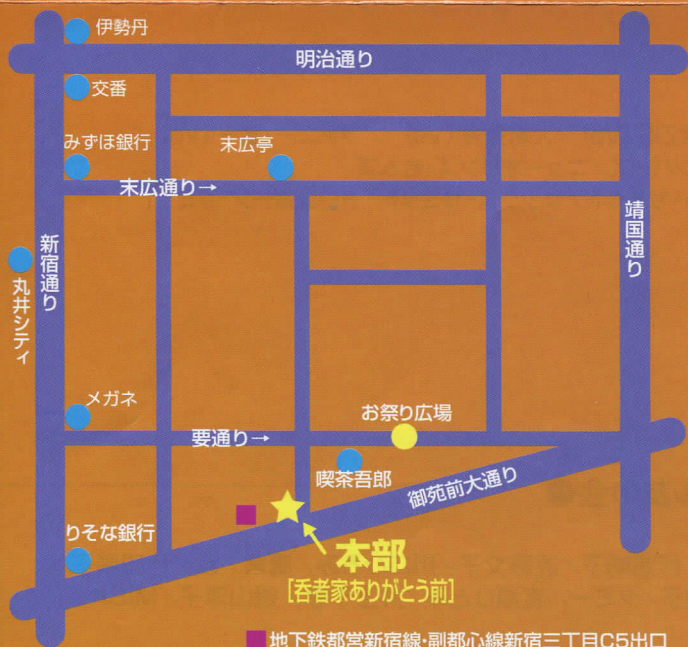 伊勢丹
明治通り
交番
みずほ銀行
末広亭
末広通り→
新宿通り
靖国通り
丸井シティ
メガネ
お祭り広場
要通り→
喫茶吾郎
御苑前大通り
りそな銀行
本部
[呑者家ありがとう前]
地下鉄都営新宿線・副都心線新宿三丁目C5出口